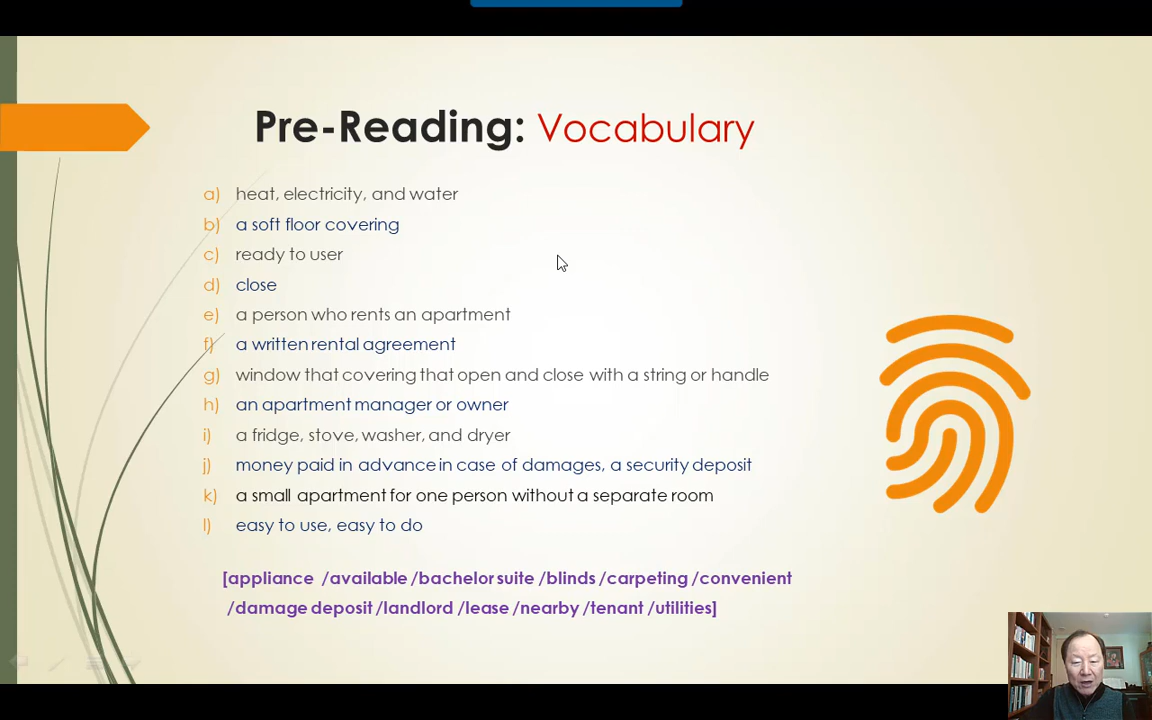 Pre-Reading: Vocabulary
a) heat, electricity, and water
b) a soft floor covering
c) ready to user
d) close
e) a person who rents an apartment
f) a written rental agreement
g) window that covering that open and close with a string or handle
h) an apartment manager or owner
i) a fridge, stove, washer, and dryer
j) money paid in advance in case of damages, a security deposit
k) a small apartment for one person without a separate room
l) easy to use, easy to do
[appliance /available /bachelor suite /blinds /carpeting /convenient
/damage deposit /landlord /lease /nearby /tenant /utilities]